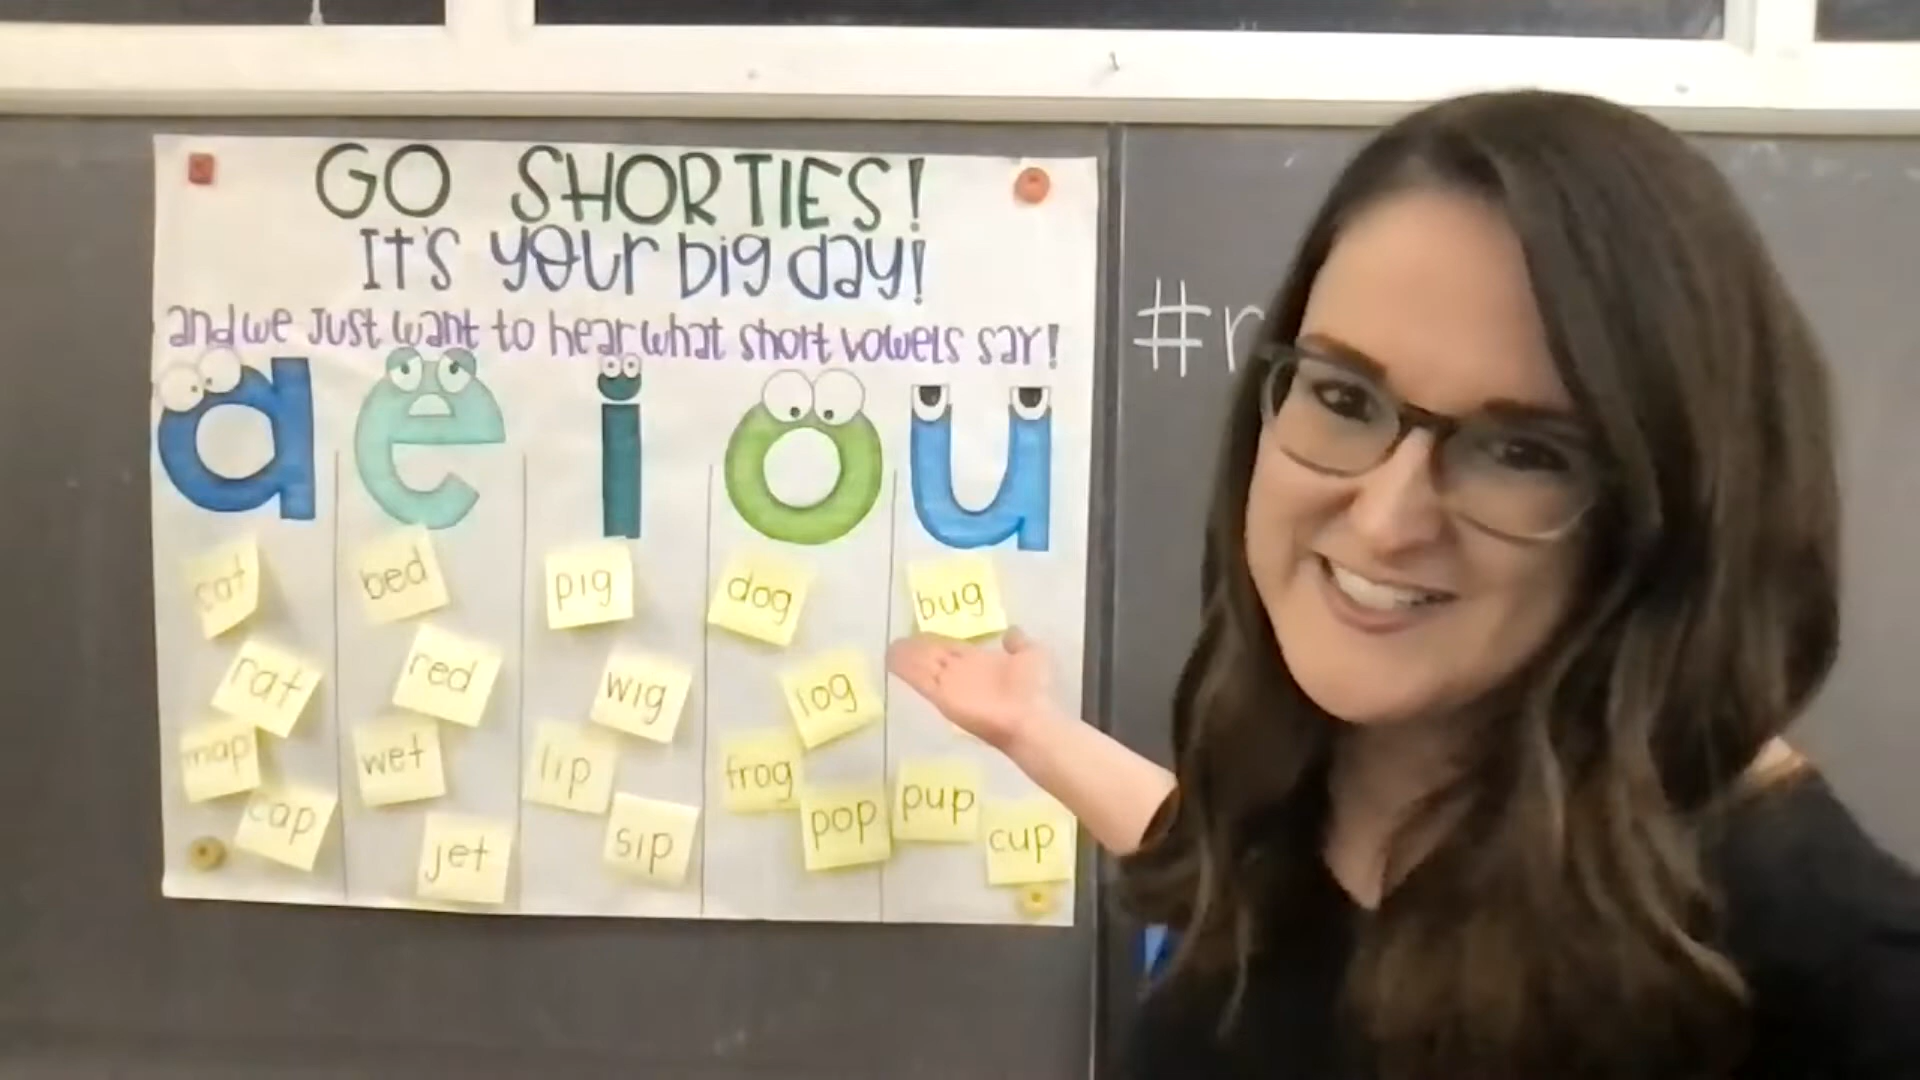 GO SHORTIES!
It's your big day!
and we just want to hear what short vowels say!
a e i o u
cat bed pig dog bug
rat red wig log
map wet lip frog pup
cap jet sip pop cup
#r